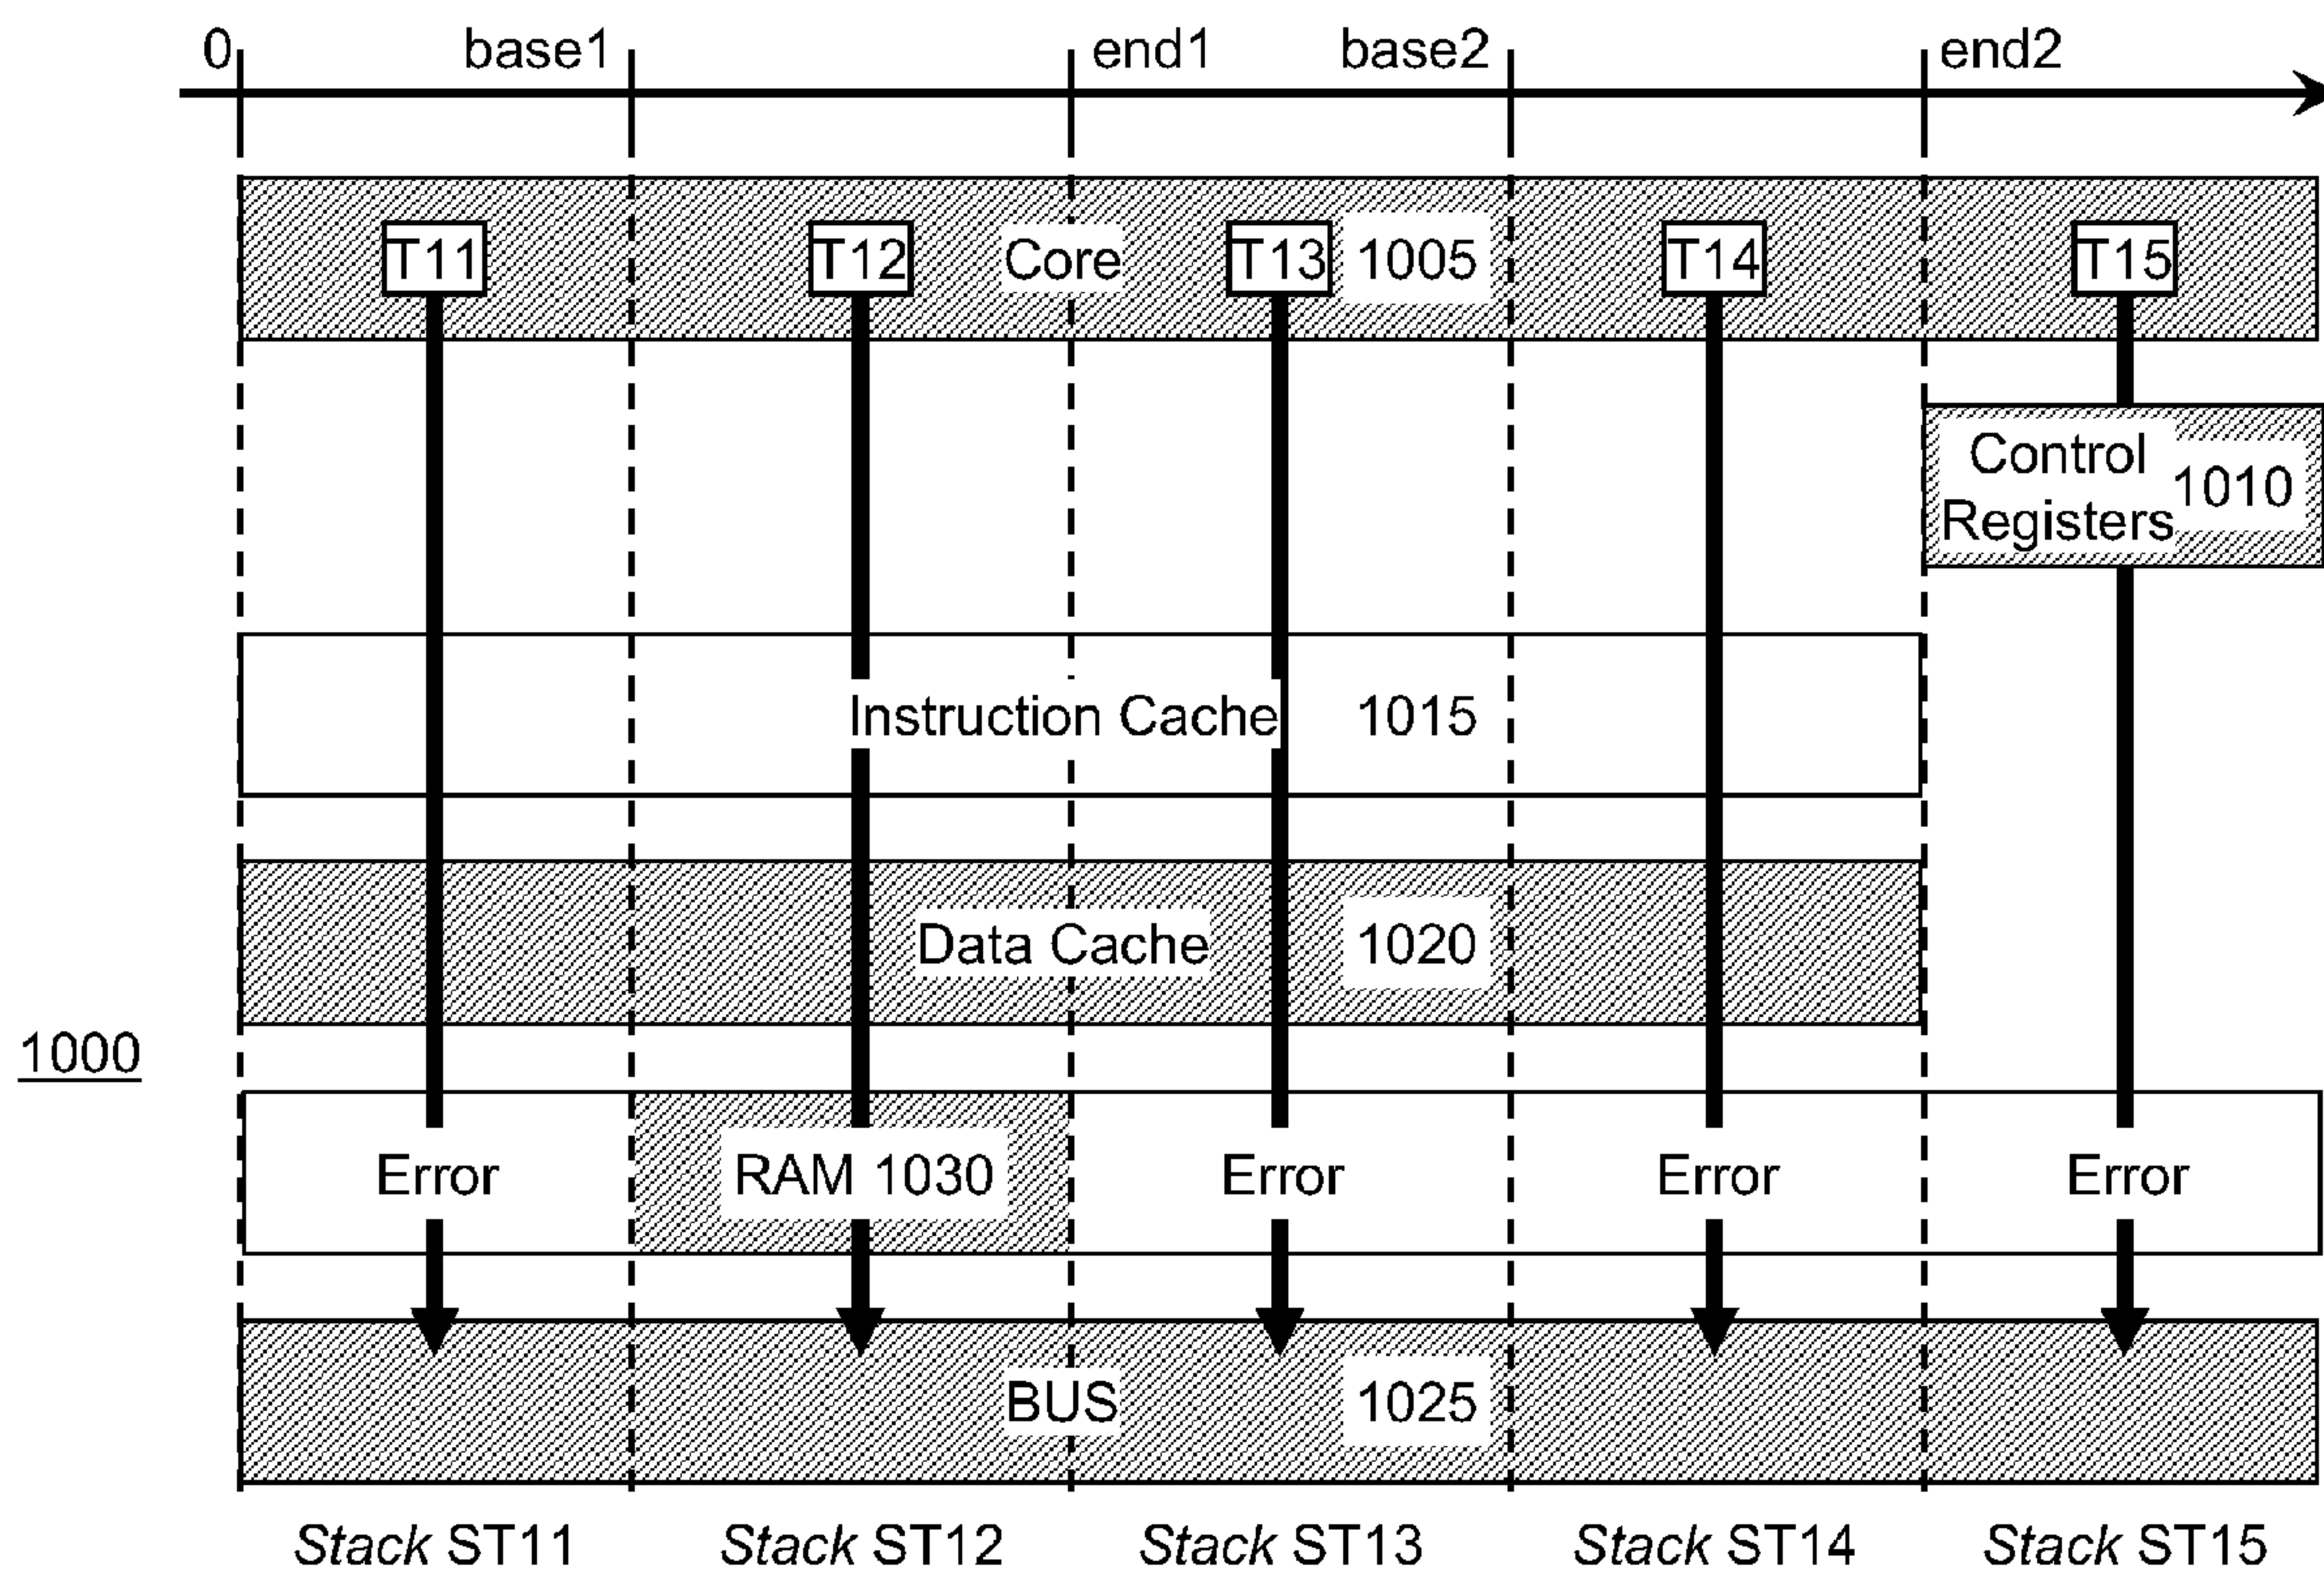 0 base1 end1 base2 end2
T11 T12 Core T13 1005 T14 T15
Control
Registers 1010
Instruction Cache 1015
Data Cache 1020
1000
Error RAM 1030 Error Error Error
BUS 1025
Stack ST11 Stack ST12 Stack ST13 Stack ST14 Stack ST15